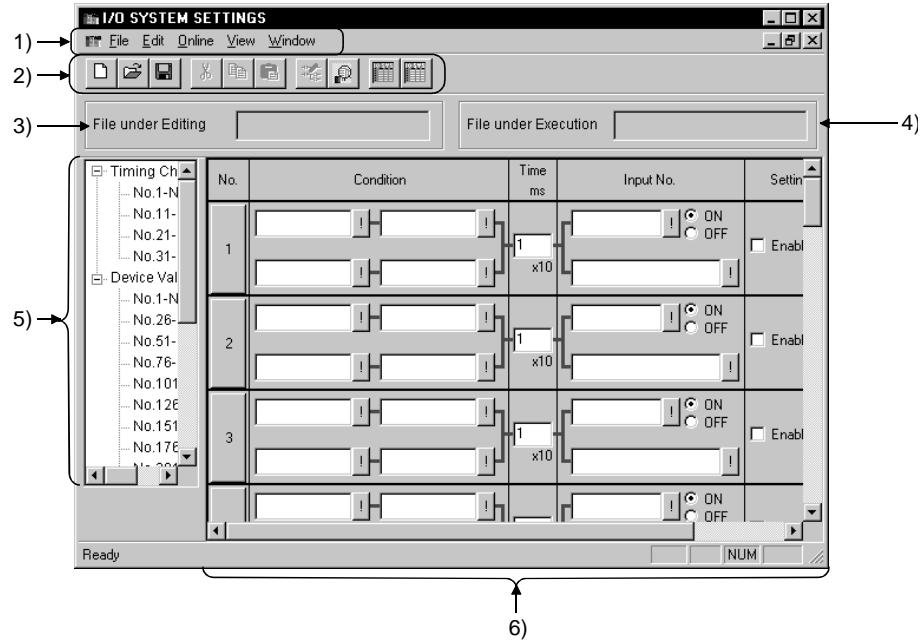 I/O SYSTEM SETTINGS
1)
File Edit Online View Window
2)
3)
File under Editing
File under Execution
4)
5)
Timing Ch
No.1-N
No.11-
No.21-
No.31-
Device Val
No.1-N
No.26-
No.51-
No.76-
No.101
No.126
No.151
No.176
No. Condition Time ms Input No. Settin
1 ! ! 1 x10 ! ON OFF Enabl
! ! !
2 ! ! 1 x10 ! ON OFF Enabl
! ! !
3 ! ! 1 x10 ! ON OFF Enabl
! ! !
! ! ! ON OFF
Ready
NUM
6)